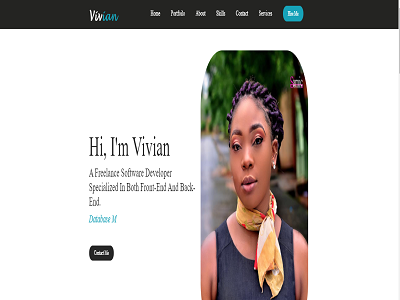 Vivian
Home Portfolio About Skills Contact Services Hire Me
Hi, I'm Vivian
A Freelance Software Developer
Specialized In Both Front-End And Back-
End.
Database M
Contact Me